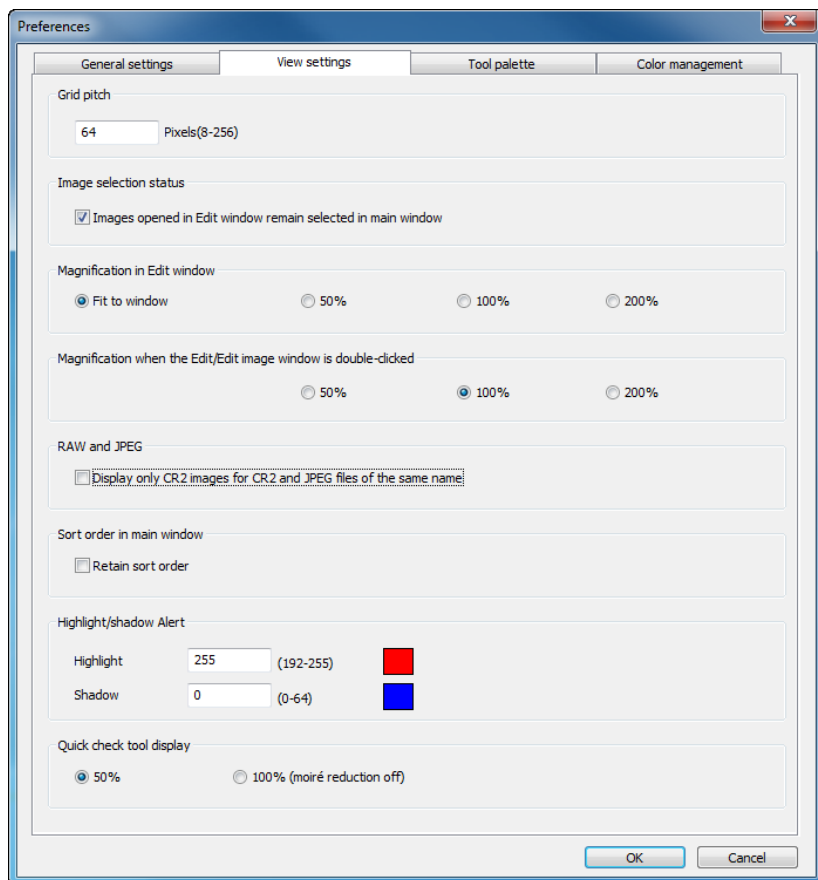 Preferences
General settings View settings Tool palette Color management
Grid pitch
64 Pixels(8-256)
Image selection status
Images opened in Edit window remain selected in main window
Magnification in Edit window
Fit to window 50% 100% 200%
Magnification when the Edit/Edit image window is double-clicked
50% 100% 200%
RAW and JPEG
Display only CR2 images for CR2 and JPEG files of the same name
Sort order in main window
Retain sort order
Highlight/shadow Alert
Highlight 255 (192-255)
Shadow 0 (0-64)
Quick check tool display
50% 100% (moiré reduction off)
OK Cancel